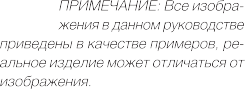 ПРИМЕЧАНИЕ: Все изобра-
жения в данном руководстве
приведены в качестве примеров, ре-
альное изделие может отличаться от
изображения.